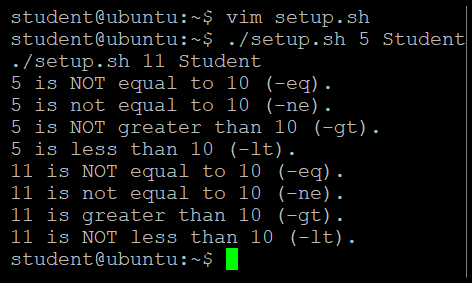 student@ubuntu:~$ vim setup.sh
student@ubuntu:~$ ./setup.sh 5 Student
./setup.sh 11 Student
5 is NOT equal to 10 (-eq).
5 is not equal to 10 (-ne).
5 is NOT greater than 10 (-gt).
5 is less than 10 (-lt).
11 is NOT equal to 10 (-eq).
11 is not equal to 10 (-ne).
11 is greater than 10 (-gt).
11 is NOT less than 10 (-lt).
student@ubuntu:~$